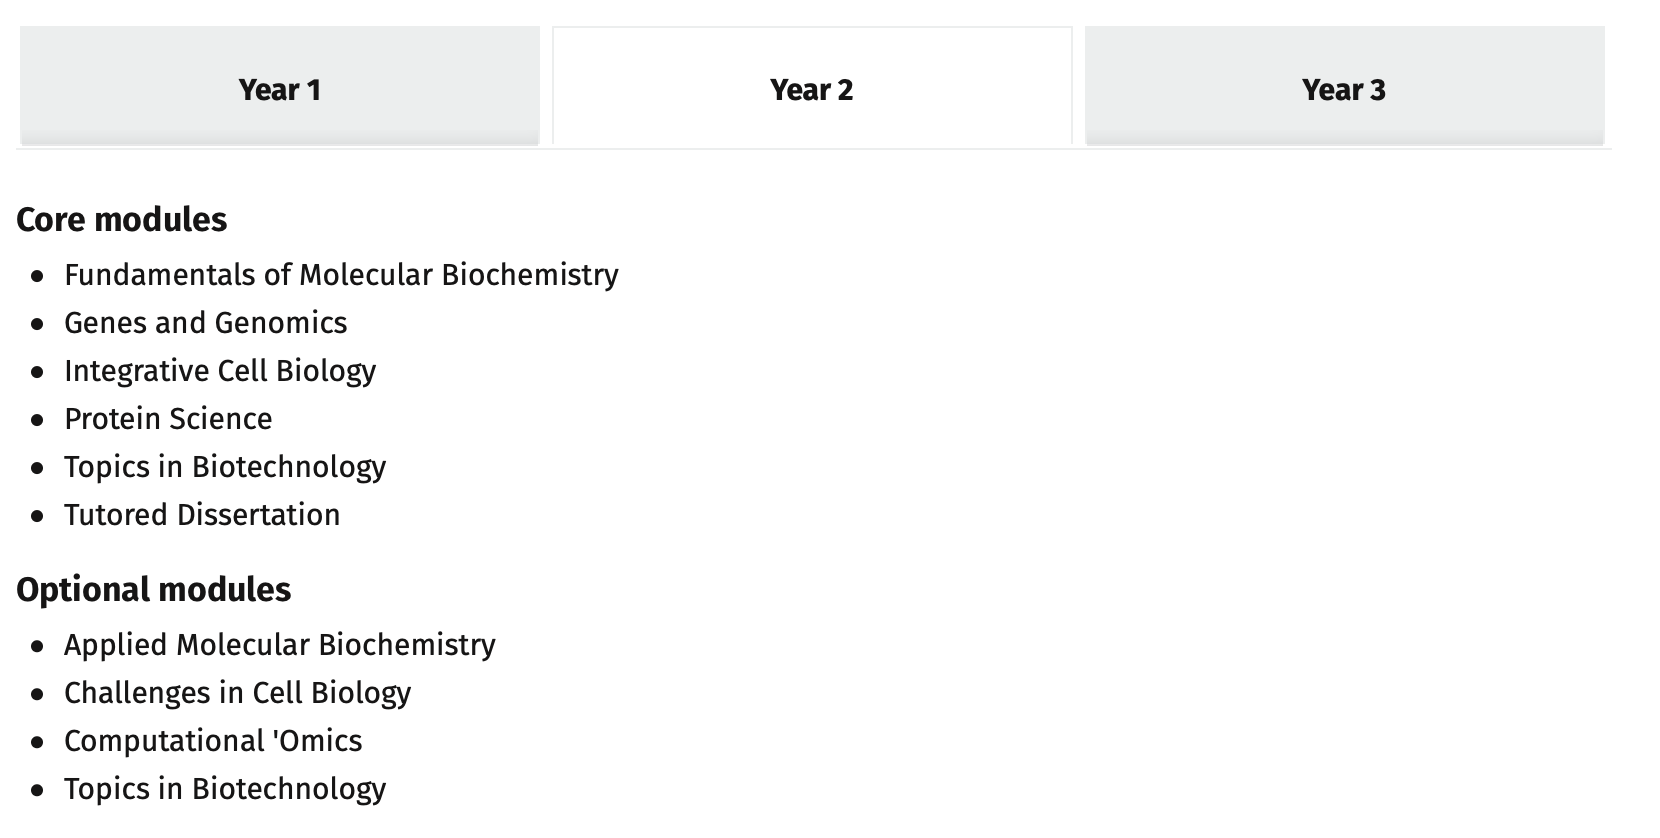 Year 1
Year 2
Year 3
Core modules
Fundamentals of Molecular Biochemistry
Genes and Genomics
Integrative Cell Biology
Protein Science
Topics in Biotechnology
Tutored Dissertation
Optional modules
Applied Molecular Biochemistry
Challenges in Cell Biology
Computational 'Omics
Topics in Biotechnology